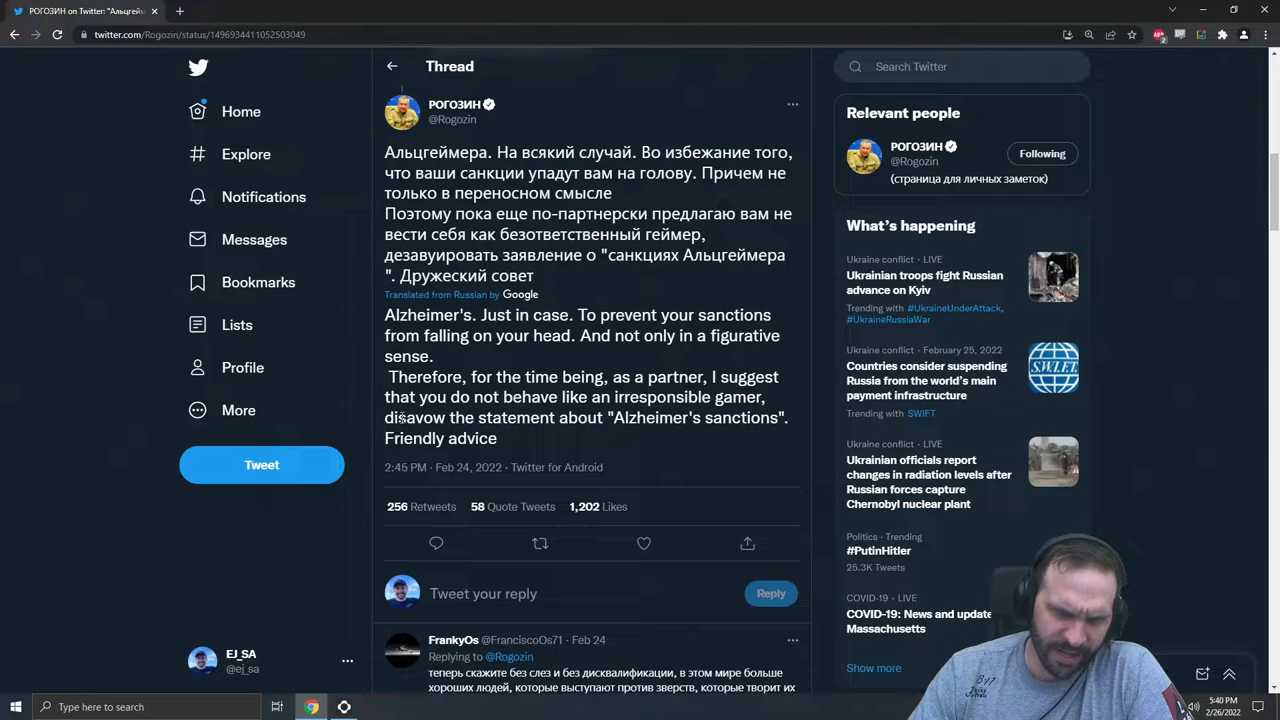 РОГОЗИН on Twitter: "Альцгейм
twitter.com/Rogozin/status/1496934411052503049
Home
Explore
Notifications
Messages
Bookmarks
Lists
Profile
More
Tweet
EJ_SA
@ej_sa
Thread
РОГОЗИН
@Rogozin
Альцгеймера. На всякий случай. Во избежание того,
что ваши санкции упадут вам на голову. Причем не
только в переносном смысле
Поэтому пока еще по-партнерски предлагаю вам не
вести себя как безответственный геймер,
дезавуировать заявление о "санкциях Альцгеймера
". Дружеский совет
Translated from Russian by Google
Alzheimer's. Just in case. To prevent your sanctions
from falling on your head. And not only in a figurative
sense.
Therefore, for the time being, as a partner, I suggest
that you do not behave like an irresponsible gamer,
disavow the statement about "Alzheimer's sanctions".
Friendly advice
2:45 PM · Feb 24, 2022 · Twitter for Android
256 Retweets 58 Quote Tweets 1,202 Likes
Tweet your reply
Reply
FrankyOs @FranciscoOs71 · Feb 24
Replying to @Rogozin
теперь скажите без слез и без дисквалификации, в этом мире больше
хороших людей, которые выступают против зверств, которые творит их
Search Twitter
Relevant people
РОГОЗИН
@Rogozin
Following
(страница для личных заметок)
What's happening
Ukraine conflict · LIVE
Ukrainian troops fight Russian
advance on Kyiv
Trending with #UkraineUnderAttack,
#UkraineRussiaWar
Ukraine conflict · February 25, 2022
Countries consider suspending
Russia from the world's main
payment infrastructure
Trending with SWIFT
S.W.I.F.T.
Ukraine conflict · LIVE
Ukrainian officials report
changes in radiation levels after
Russian forces capture
Chernobyl nuclear plant
Politics · Trending
#PutinHitler
25.3K Tweets
COVID-19 · LIVE
COVID-19: News and update
Massachusetts
Show more
Type here to search
5:40 PM
2/26/2022